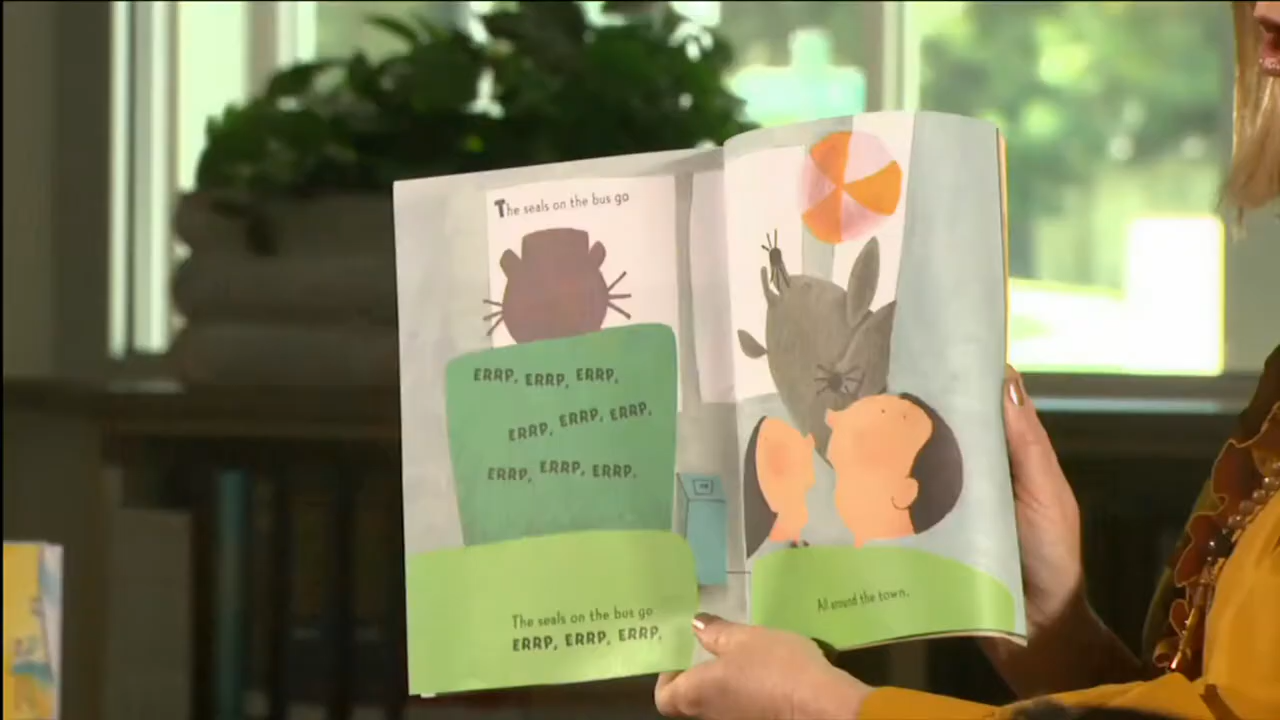 The seals on the bus go
ERRP, ERRP, ERRP,
ERRP, ERRP, ERRP,
ERRP, ERRP, ERRP.
The seals on the bus go
ERRP, ERRP, ERRP,
All around the town.